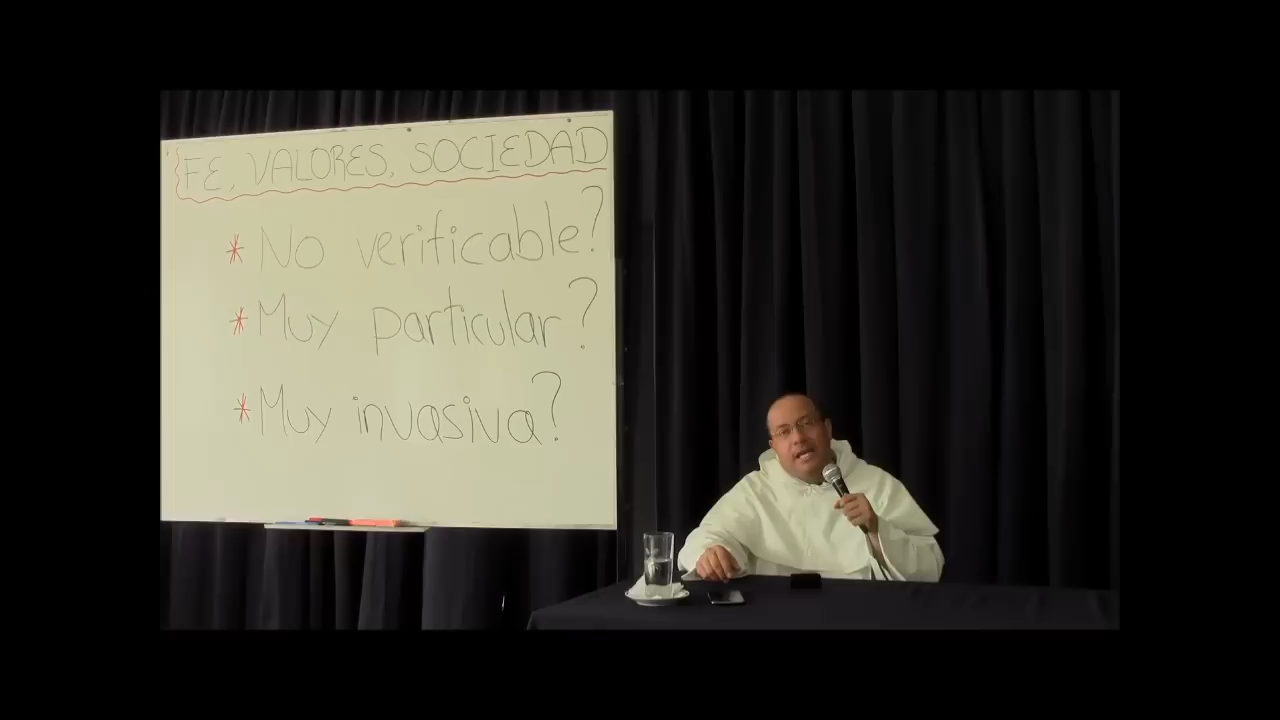 FE, VALORES, SOCIEDAD
* No verificable?
* Muy particular?
* Muy invasiva?